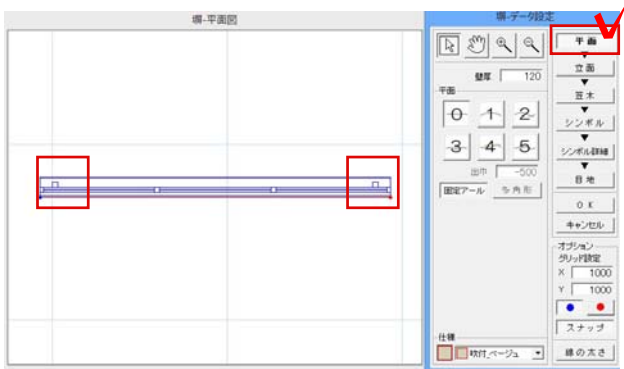 塀-平面図
塀-データ設定
壁厚 120
平面
0 1 2
3 4 5
出巾 -500
固定アール 多角形
仕様
吹付_ベージュ
平面
立面
笠木
シンボル
シンボル詳細
目地
OK
キャンセル
オプション
グリッド設定
X 1000
Y 1000
スナップ
線の太さ